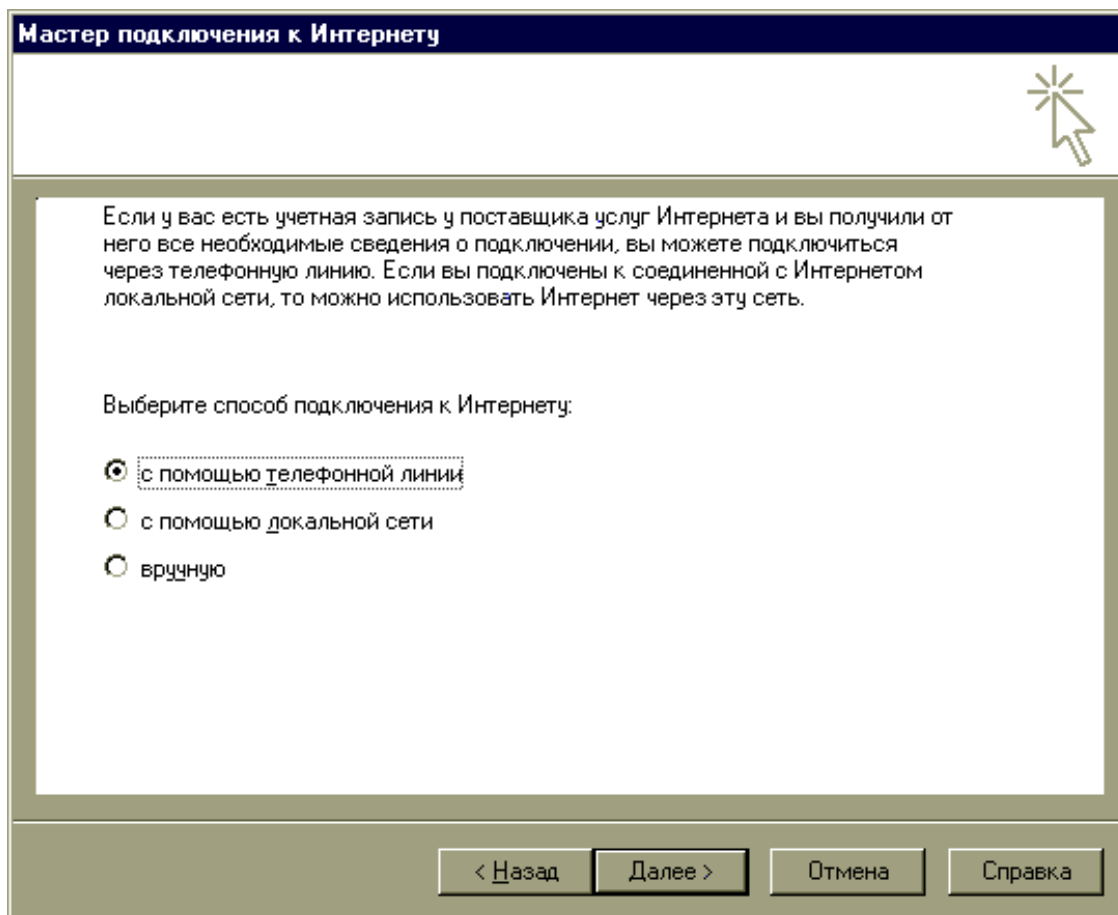 Мастер подключения к Интернету
Если у вас есть учетная запись у поставщика услуг Интернета и вы получили от
него все необходимые сведения о подключении, вы можете подключиться
через телефонную линию. Если вы подключены к соединенной с Интернетом
локальной сети, то можно использовать Интернет через эту сеть.
Выберите способ подключения к Интернету:
с помощью телефонной линии
с помощью локальной сети
вручную
< Назад Далее > Отмена Справка